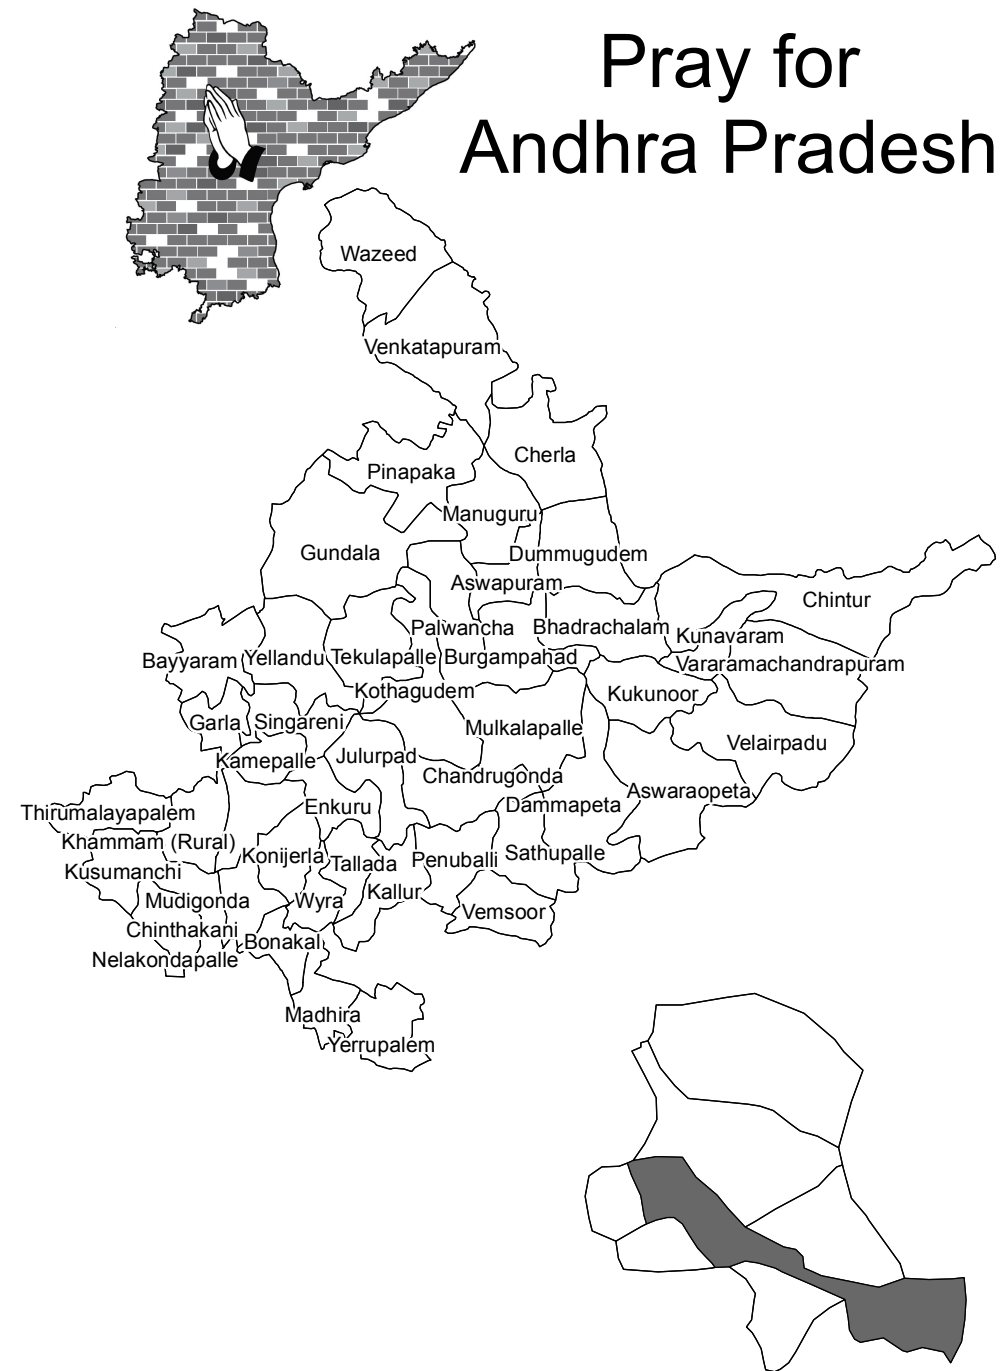 Pray for
Andhra Pradesh
Wazeed
Venkatapuram
Cherla
Pinapaka
Manuguru
Gundala
Dummugudem
Aswapuram
Chintur
Palwancha
Bhadrachalam
Kunavaram
Bayyaram
Yellandu
Tekulapalle
Burgampahad
Vararamachandrapuram
Kothagudem
Kukunoor
Garla
Singareni
Mulkalapalle
Velairpadu
Kamepalle
Julurpad
Chandrugonda
Aswaraopeta
Thirumalayapalem
Enkuru
Dammapeta
Khammam (Rural)
Konijerla
Tallada
Penuballi
Sathupalle
Kusumanchi
Mudigonda
Wyra
Kallur
Vemsoor
Chinthakani
Bonakal
Nelakondapalle
Madhira
Yerrupalem